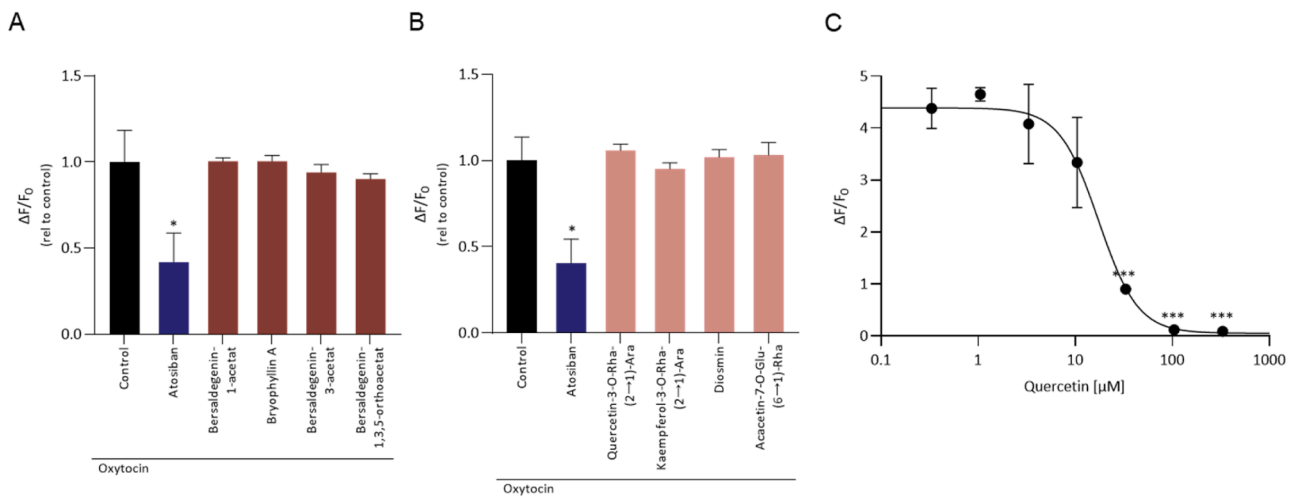 A
1.5
1.0
0.5
0.0
ΔF/F₀
(rel to control)
*
Control
Atosiban
Bersaldegenin-
1-acetat
Bryophyllin A
Bersaldegenin-
3-acetat
Bersaldegenin-
1,3,5-orthoacetat
Oxytocin
B
1.5
1.0
0.5
0.0
ΔF/F₀
(rel to control)
*
Control
Atosiban
Quercetin-3-O-Rha-
(2→1)-Ara
Kaempferol-3-O-Rha-
(2→1)-Ara
Diosmin
Acacetin-7-O-Glu-
(6→1)-Rha
Oxytocin
C
5
4
3
2
1
0
ΔF/F₀
***
***
***
0.1
1
10
100
1000
Quercetin [µM]